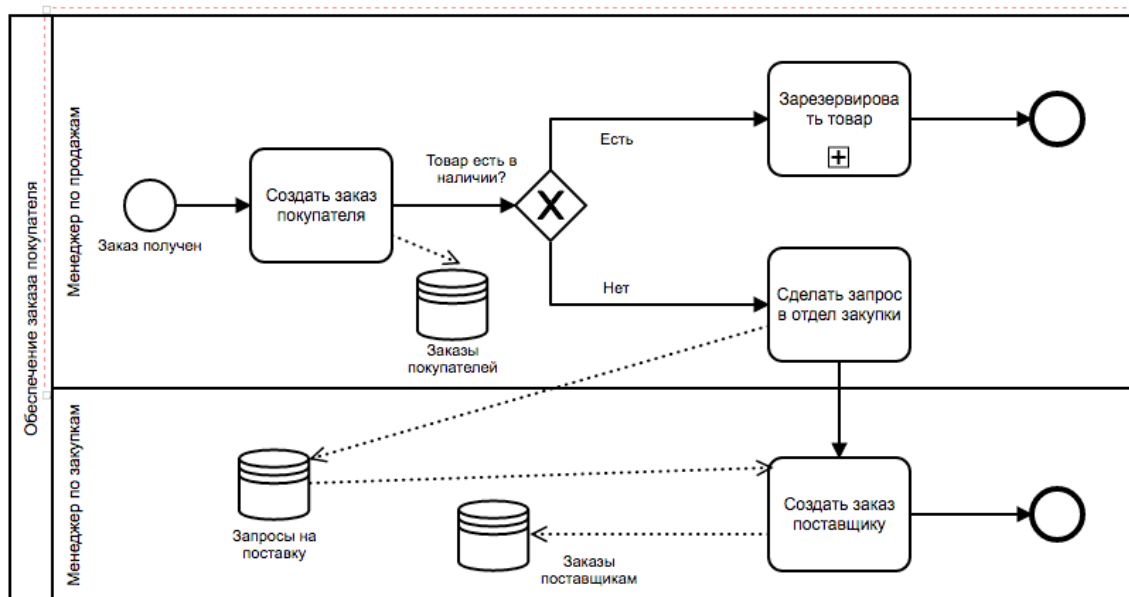 Обеспечение заказа покупателя
Менеджер по продажам
Заказ получен
Создать заказ
покупателя
Заказы
покупателей
Товар есть в
наличии?
Есть
Нет
Зарезервирова
ть товар
Сделать запрос
в отдел закупки
Менеджер по закупкам
Запросы на
поставку
Заказы
поставщикам
Создать заказ
поставщику